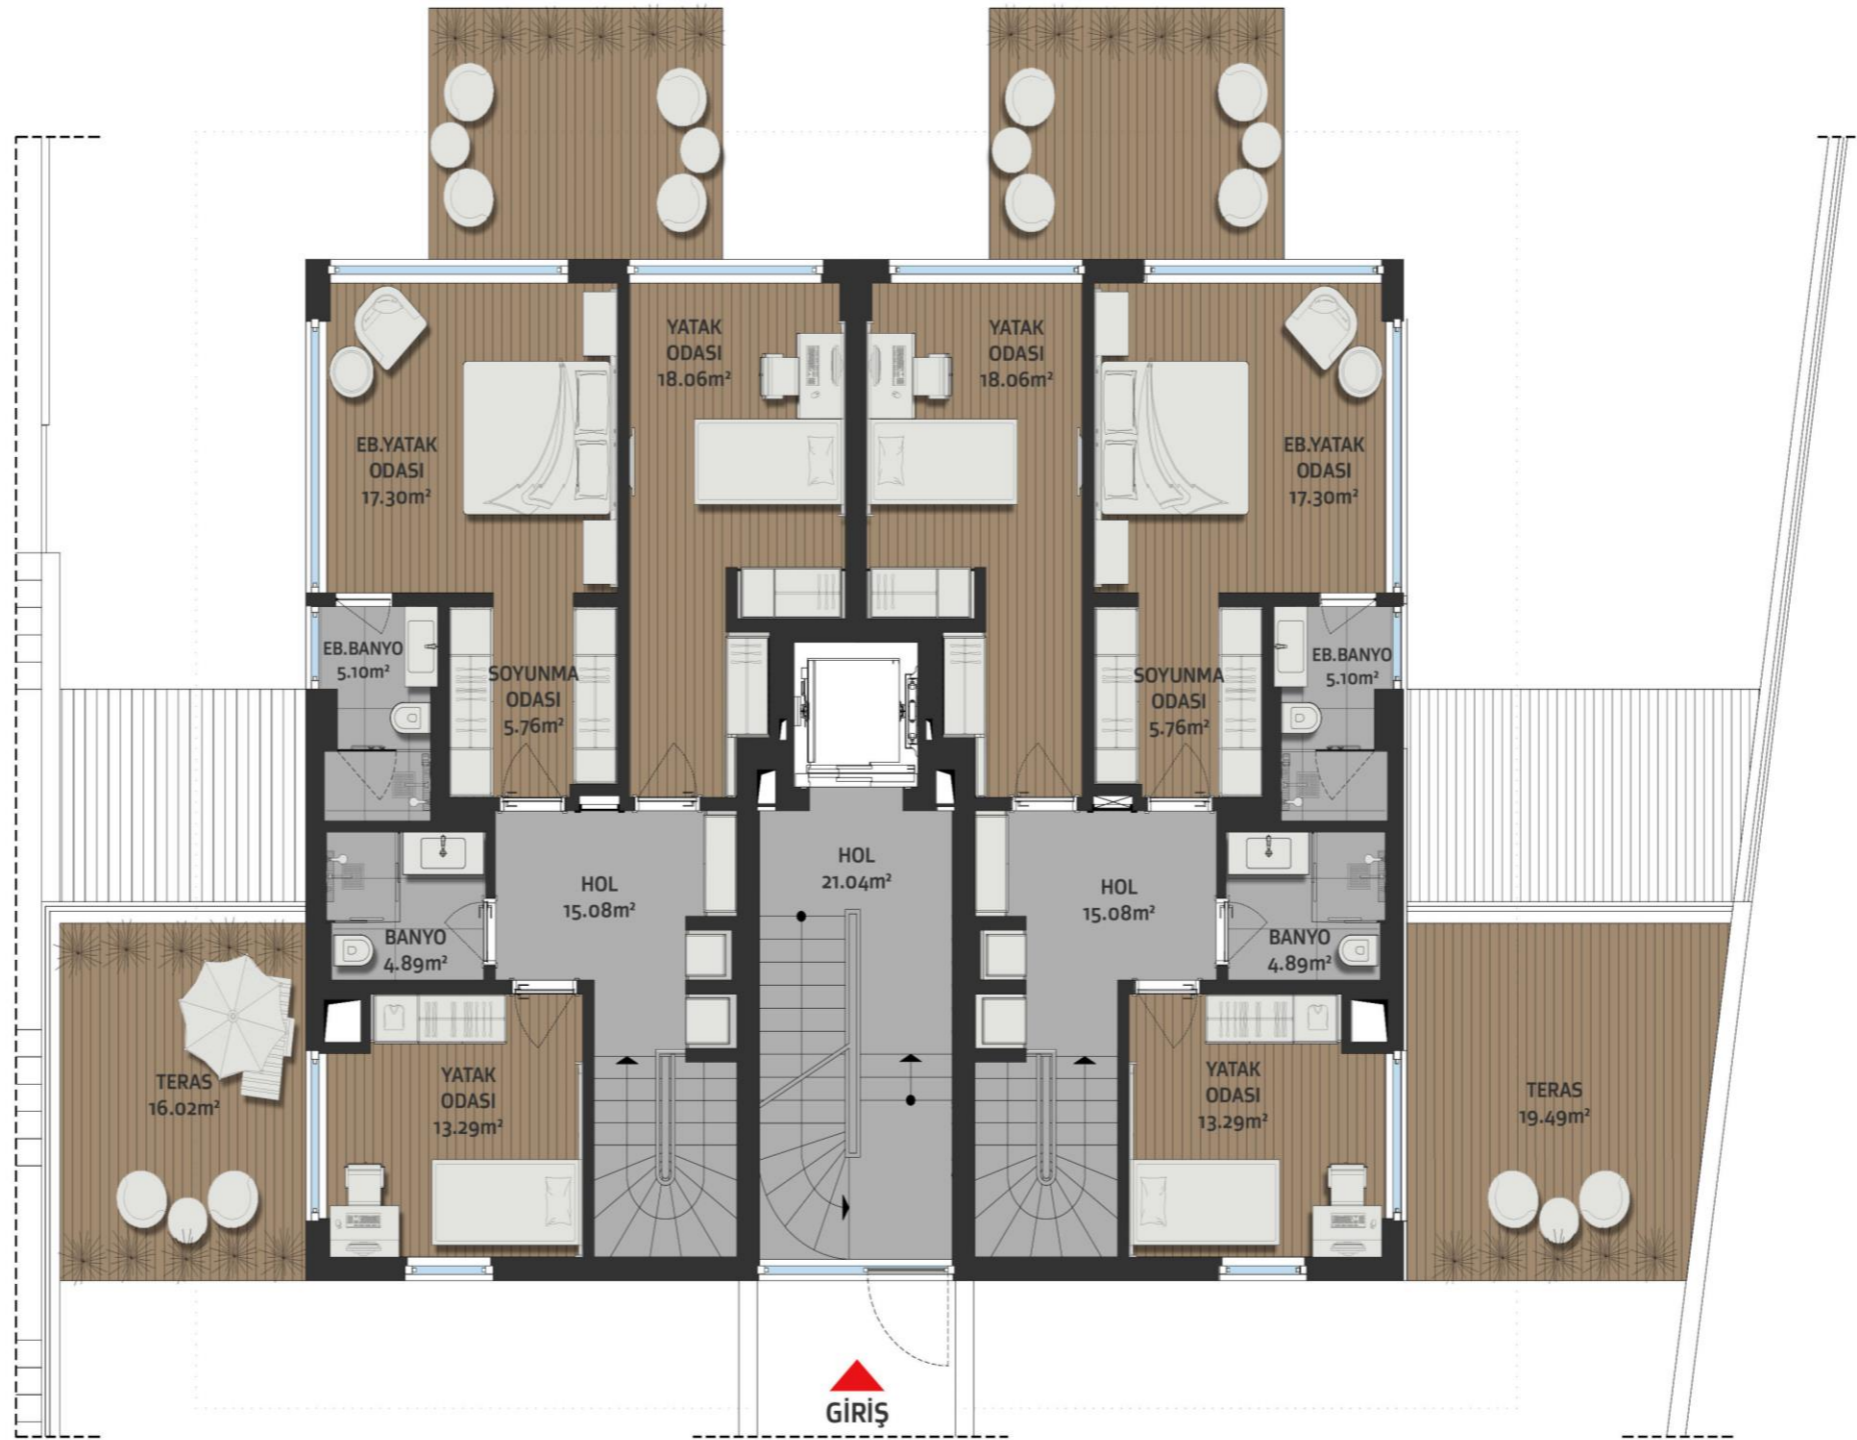 YATAK
ODASI
18.06m²
YATAK
ODASI
18.06m²
EB.YATAK
ODASI
17.30m²
EB.YATAK
ODASI
17.30m²
EB.BANYO
5.10m²
SOYUNMA
ODASI
5.76m²
SOYUNMA
ODASI
5.76m²
EB.BANYO
5.10m²
HOL
15.08m²
HOL
21.04m²
HOL
15.08m²
BANYO
4.89m²
BANYO
4.89m²
TERAS
16.02m²
YATAK
ODASI
13.29m²
YATAK
ODASI
13.29m²
TERAS
19.49m²
GİRİŞ